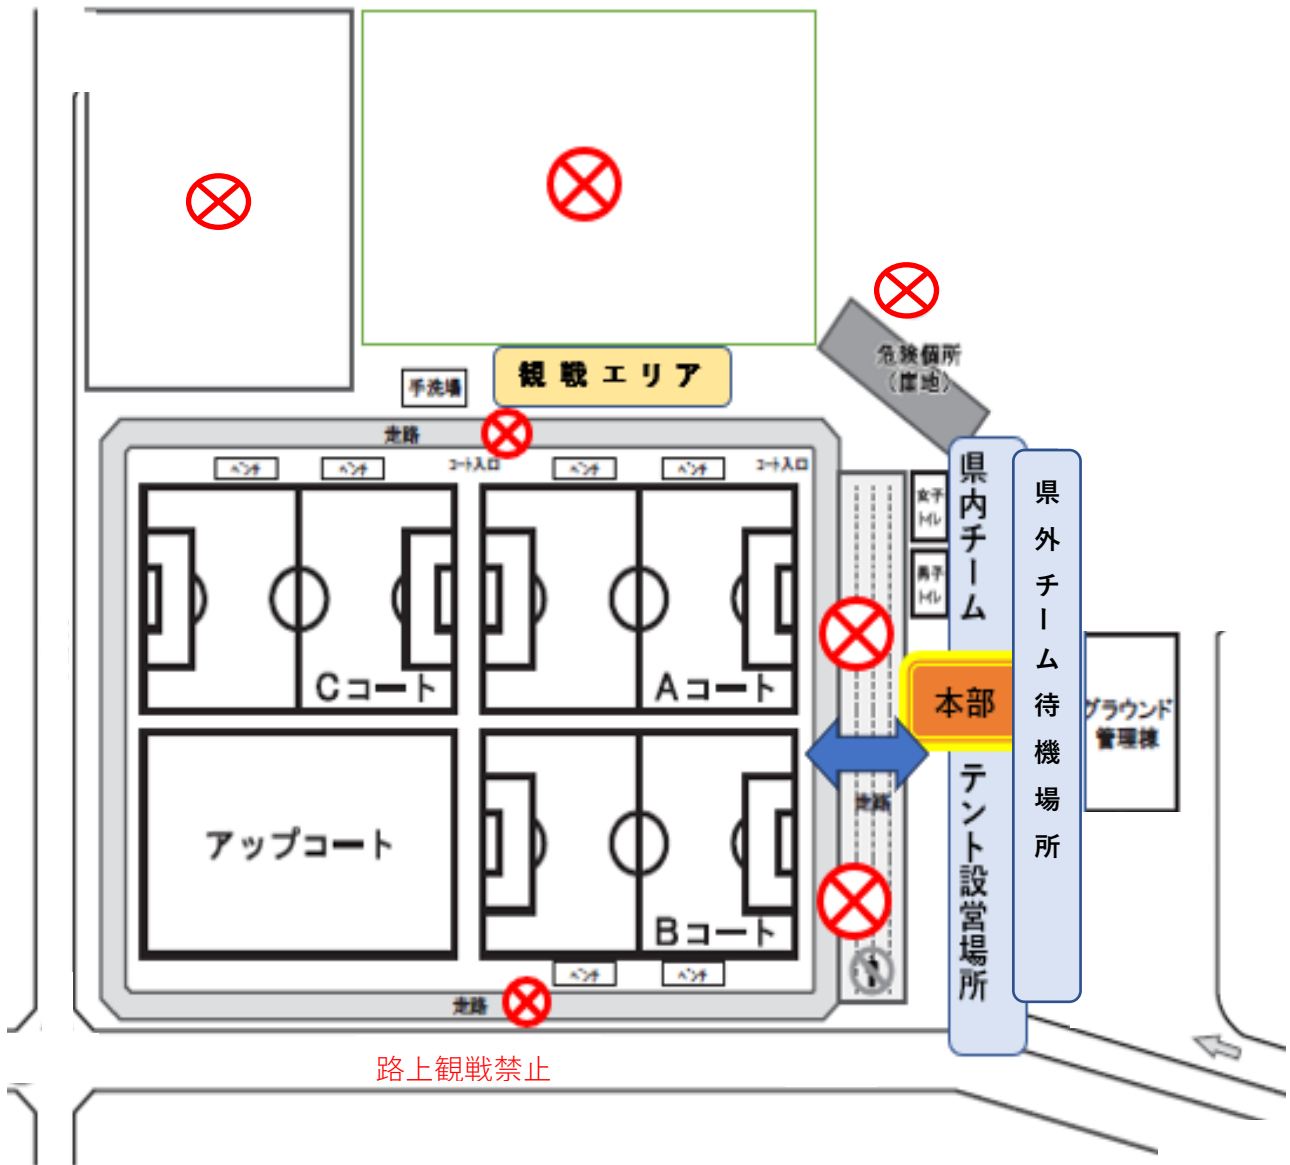 観戦エリア
手洗場
危険個所
(崖地)
走路
ベンチ
ベンチ
コート入口
ベンチ
ベンチ
コート入口
女子
トイレ
男子
トイレ
県内チーム
県外チーム待機場所
Cコート
Aコート
本部
グラウンド
管理棟
走路
テント設営場所
アップコート
Bコート
ベンチ
ベンチ
走路
路上観戦禁止